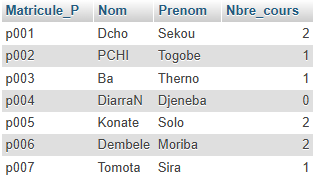 Matricule_P Nom Prenom Nbre_cours
p001 Dcho Sekou 2
p002 PCHI Togobe 1
p003 Ba Therno 1
p004 DiarraN Djeneba 0
p005 Konate Solo 2
p006 Dembele Moriba 2
p007 Tomota Sira 1